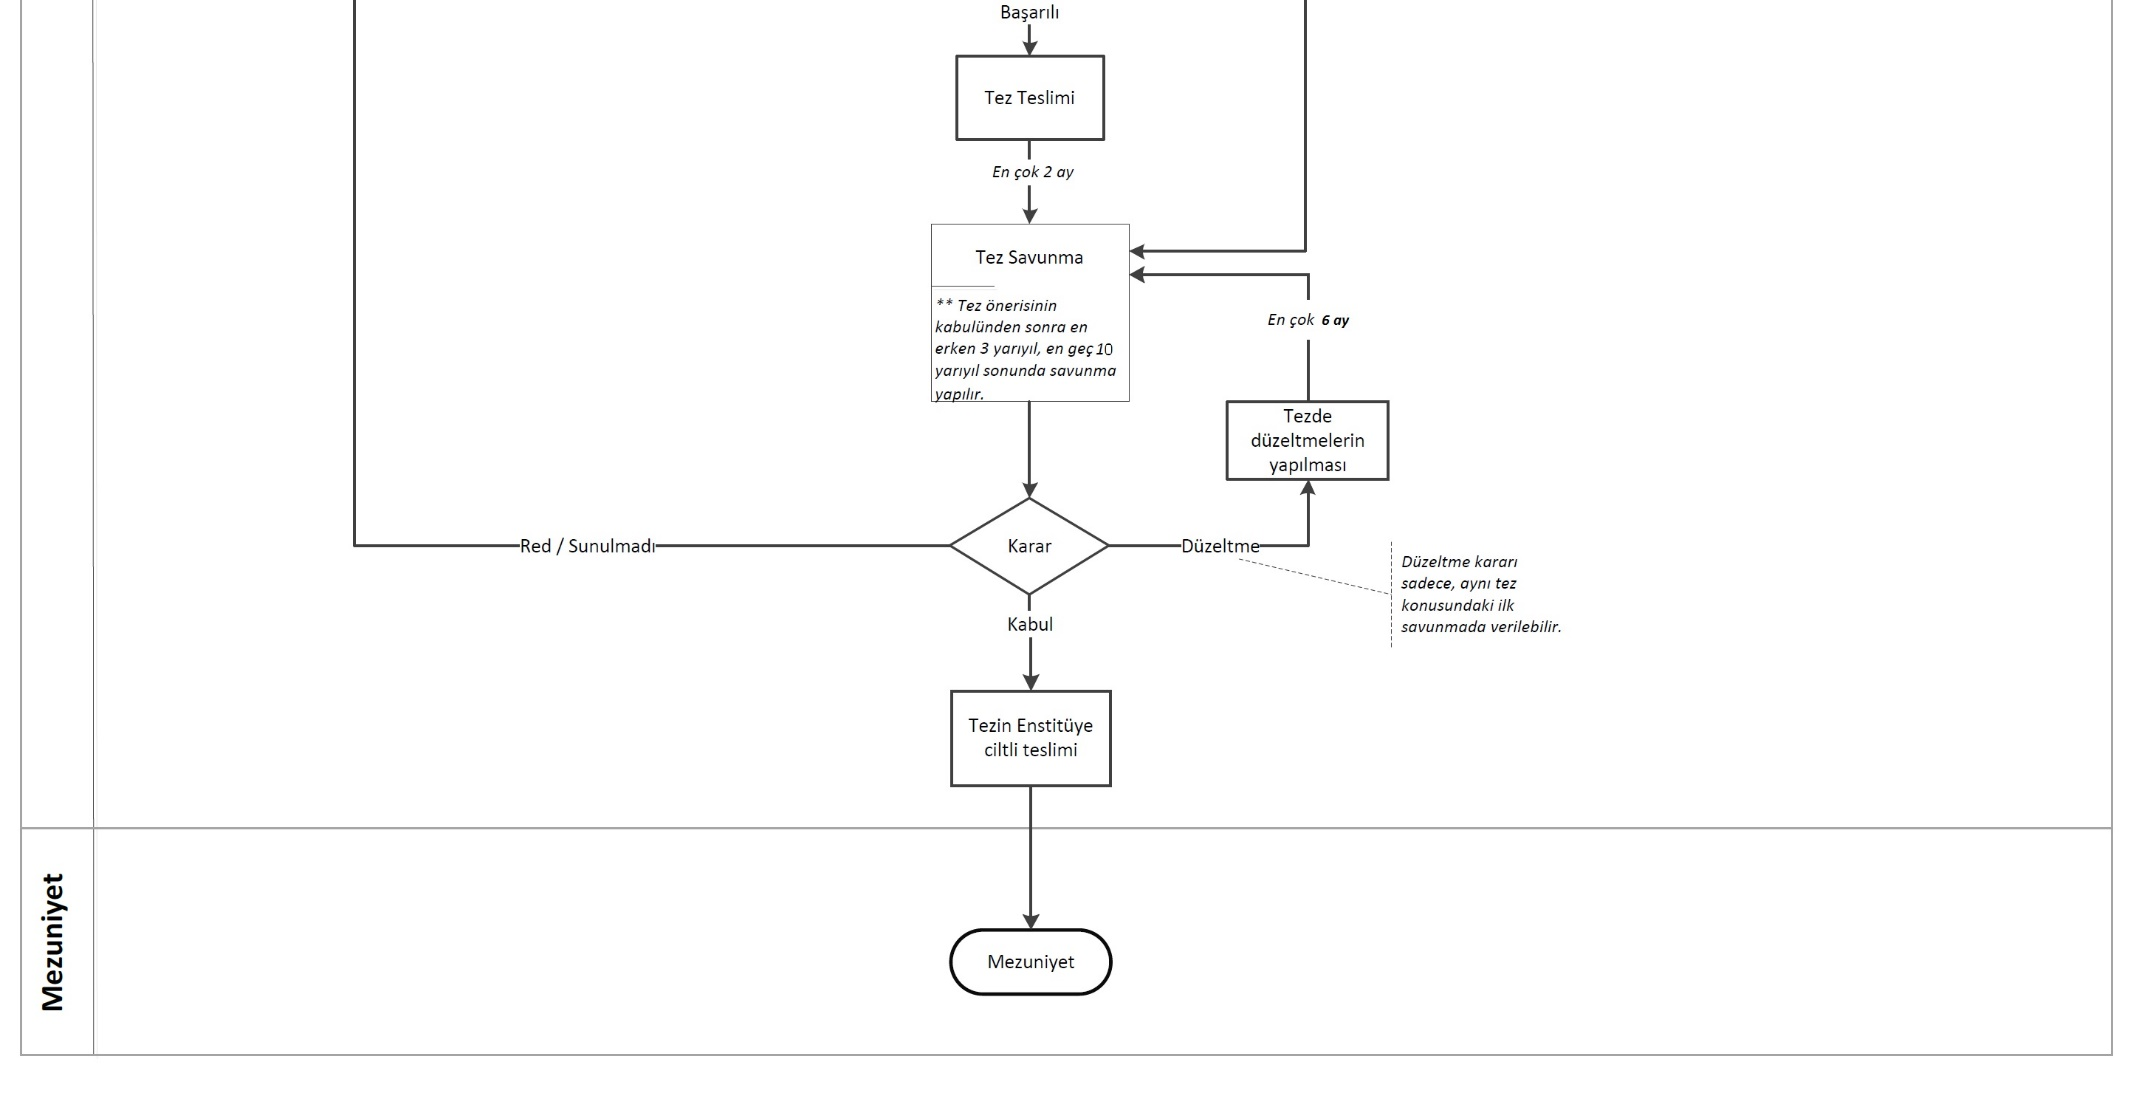 Başarılı
Tez Teslimi
En çok 2 ay
Tez Savunma
** Tez önerisinin
kabulünden sonra en
erken 3 yarıyıl, en geç 10
yarıyıl sonunda savunma
yapılır.
En çok 6 ay
Tezde
düzeltmelerin
yapılması
Red / Sunulmadı
Karar
Düzeltme
Düzeltme kararı
sadece, aynı tez
konusundaki ilk
savunmada verilebilir.
Kabul
Tezin Enstitüye
ciltli teslimi
Mezuniyet
Mezuniyet